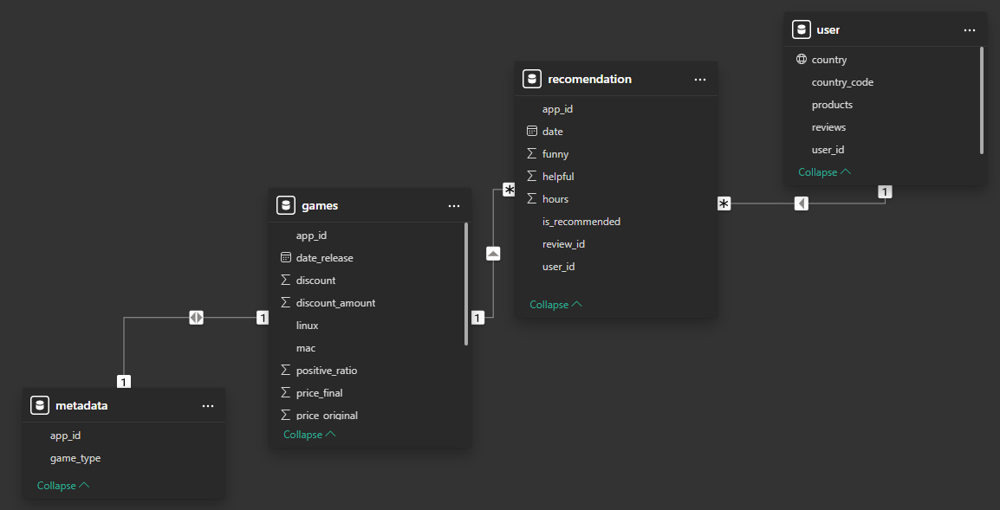 user
country
country_code
products
reviews
user_id
Collapse
1
recomendation
app_id
date
funny
helpful
hours
is_recommended
review_id
user_id
Collapse
*
*
games
app_id
date_release
discount
discount_amount
linux
mac
positive_ratio
price_final
price_original
Collapse
1
1
1
metadata
app_id
game_type
Collapse